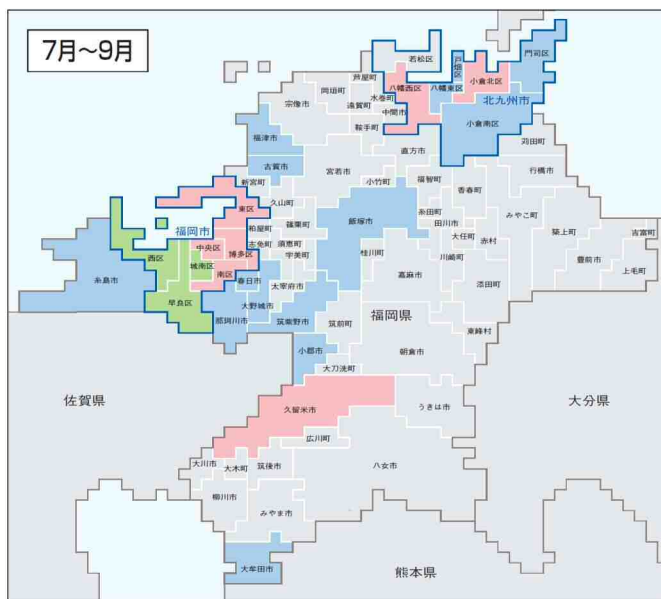 7月～9月
若松区
戸畑区
門司区
芦屋町
岡垣町
水巻町
八幡西区
八幡東区
小倉北区
北九州市
宗像市
遠賀町
中間市
小倉南区
鞍手町
苅田町
福津市
直方市
古賀市
宮若市
行橋市
新宮町
小竹町
福智町
香春町
みやこ町
東区
久山町
飯塚市
糸田町
田川市
築上町
吉富町
福岡市
粕屋町
篠栗町
大任町
赤村
西区
中央区
博多区
志免町
須恵町
桂川町
川崎町
豊前市
城南区
宇美町
上毛町
糸島市
南区
春日市
太宰府市
嘉麻市
添田町
早良区
大野城市
筑紫野市
那珂川市
筑前町
福岡県
東峰村
小郡市
朝倉市
大刀洗町
佐賀県
大分県
久留米市
うきは市
広川町
大川市
大木町
筑後市
八女市
柳川市
みやま市
大牟田市
熊本県